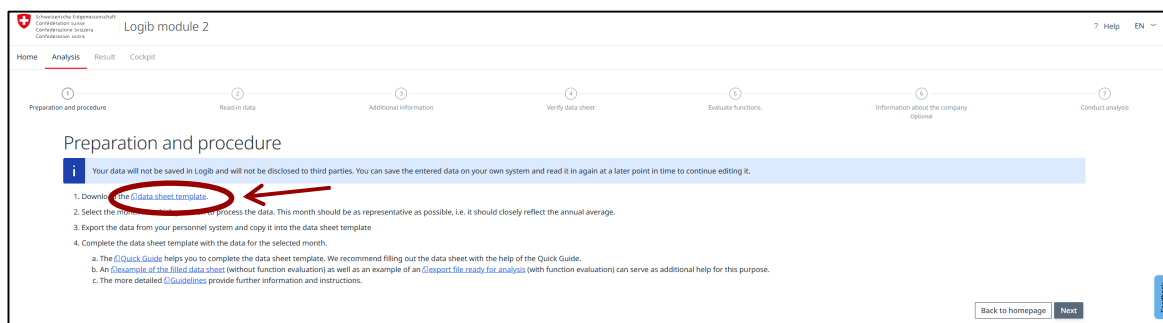 Schweizerische Eidgenossenschaft
Confédération suisse
Confederazione Svizzera
Confederaziun svizra
Logib module 2
? Help EN
Home Analysis Result Cockpit
1 2 3 4 5 6 7
Preparation and procedure Read-in data Additional information Verify data sheet Evaluate functions. Information about the company Conduct analysis
Optional
Preparation and procedure
i Your data will not be saved in Logib and will not be disclosed to third parties. You can save the entered data on your own system and read it in again at a later point in time to continue editing it.
1. Download the data sheet template.
2. Select the month to process the data. This month should be as representative as possible, i.e. it should closely reflect the annual average.
3. Export the data from your personnel system and copy it into the data sheet template
4. Complete the data sheet template with the data for the selected month.
a. The Quick Guide helps you to complete the data sheet template. We recommend filling out the data sheet with the help of the Quick Guide.
b. An example of the filled data sheet (without function evaluation) as well as an example of an export file ready for analysis (with function evaluation) can serve as additional help for this purpose.
c. The more detailed Guidelines provide further information and instructions.
Back to homepage Next